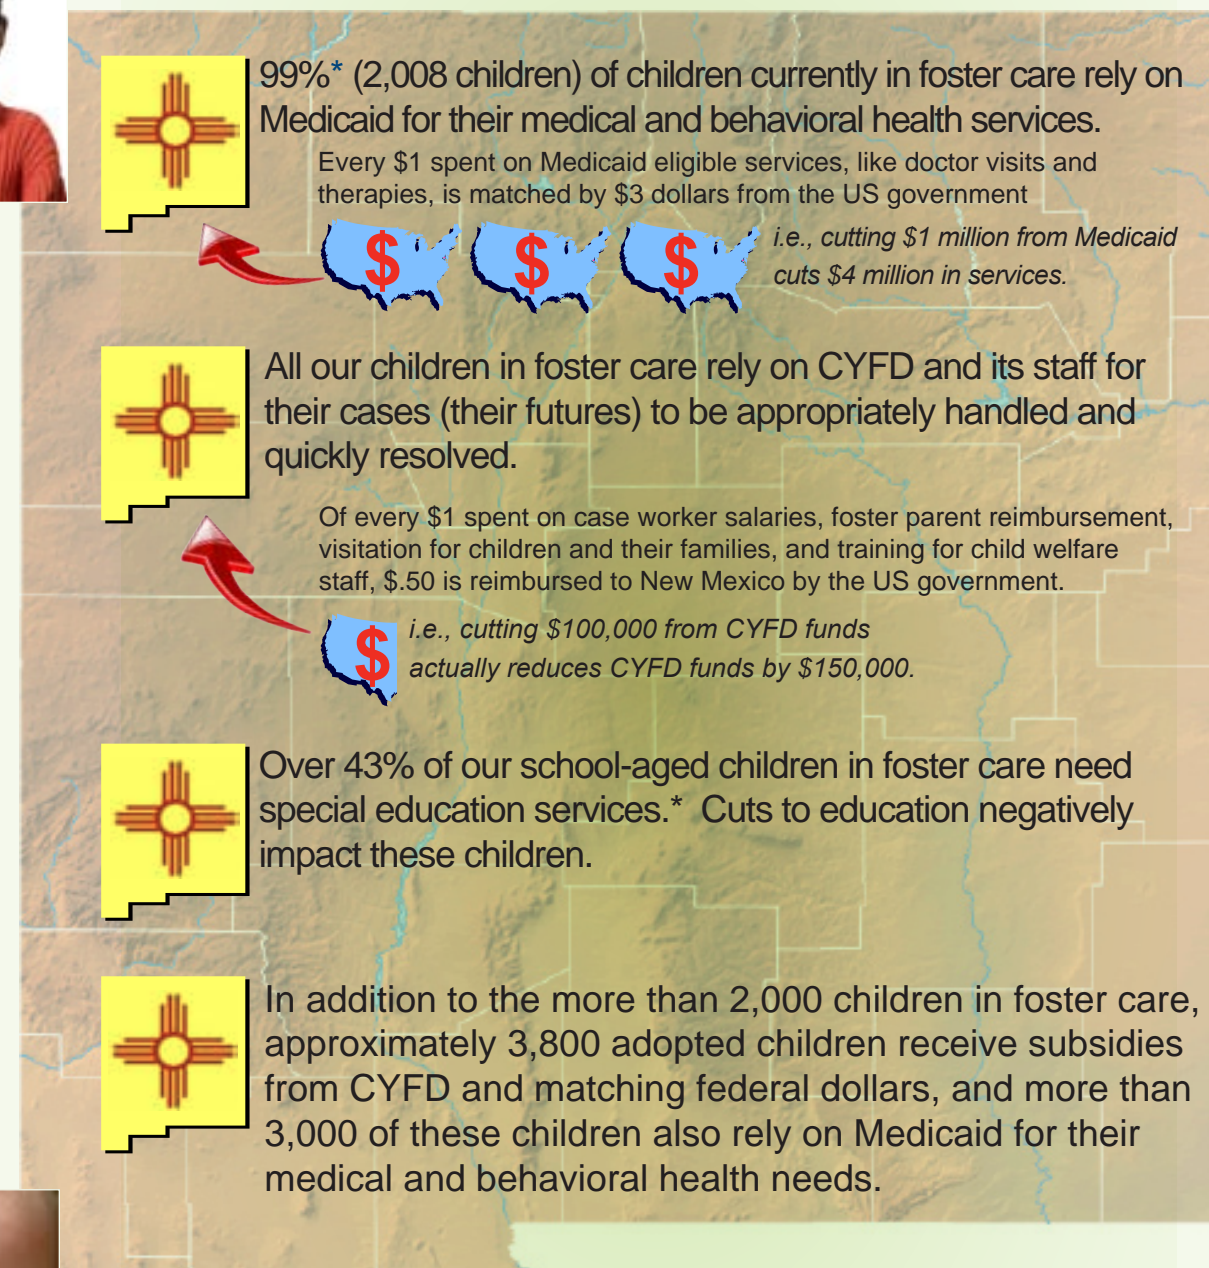 99%* (2,008 children) of children currently in foster care rely on
Medicaid for their medical and behavioral health services.
Every $1 spent on Medicaid eligible services, like doctor visits and
therapies, is matched by $3 dollars from the US government
$ $ $
i.e., cutting $1 million from Medicaid
cuts $4 million in services.
All our children in foster care rely on CYFD and its staff for
their cases (their futures) to be appropriately handled and
quickly resolved.
Of every $1 spent on case worker salaries, foster parent reimbursement,
visitation for children and their families, and training for child welfare
staff, $.50 is reimbursed to New Mexico by the US government.
$
i.e., cutting $100,000 from CYFD funds
actually reduces CYFD funds by $150,000.
Over 43% of our school-aged children in foster care need
special education services.* Cuts to education negatively
impact these children.
In addition to the more than 2,000 children in foster care,
approximately 3,800 adopted children receive subsidies
from CYFD and matching federal dollars, and more than
3,000 of these children also rely on Medicaid for their
medical and behavioral health needs.